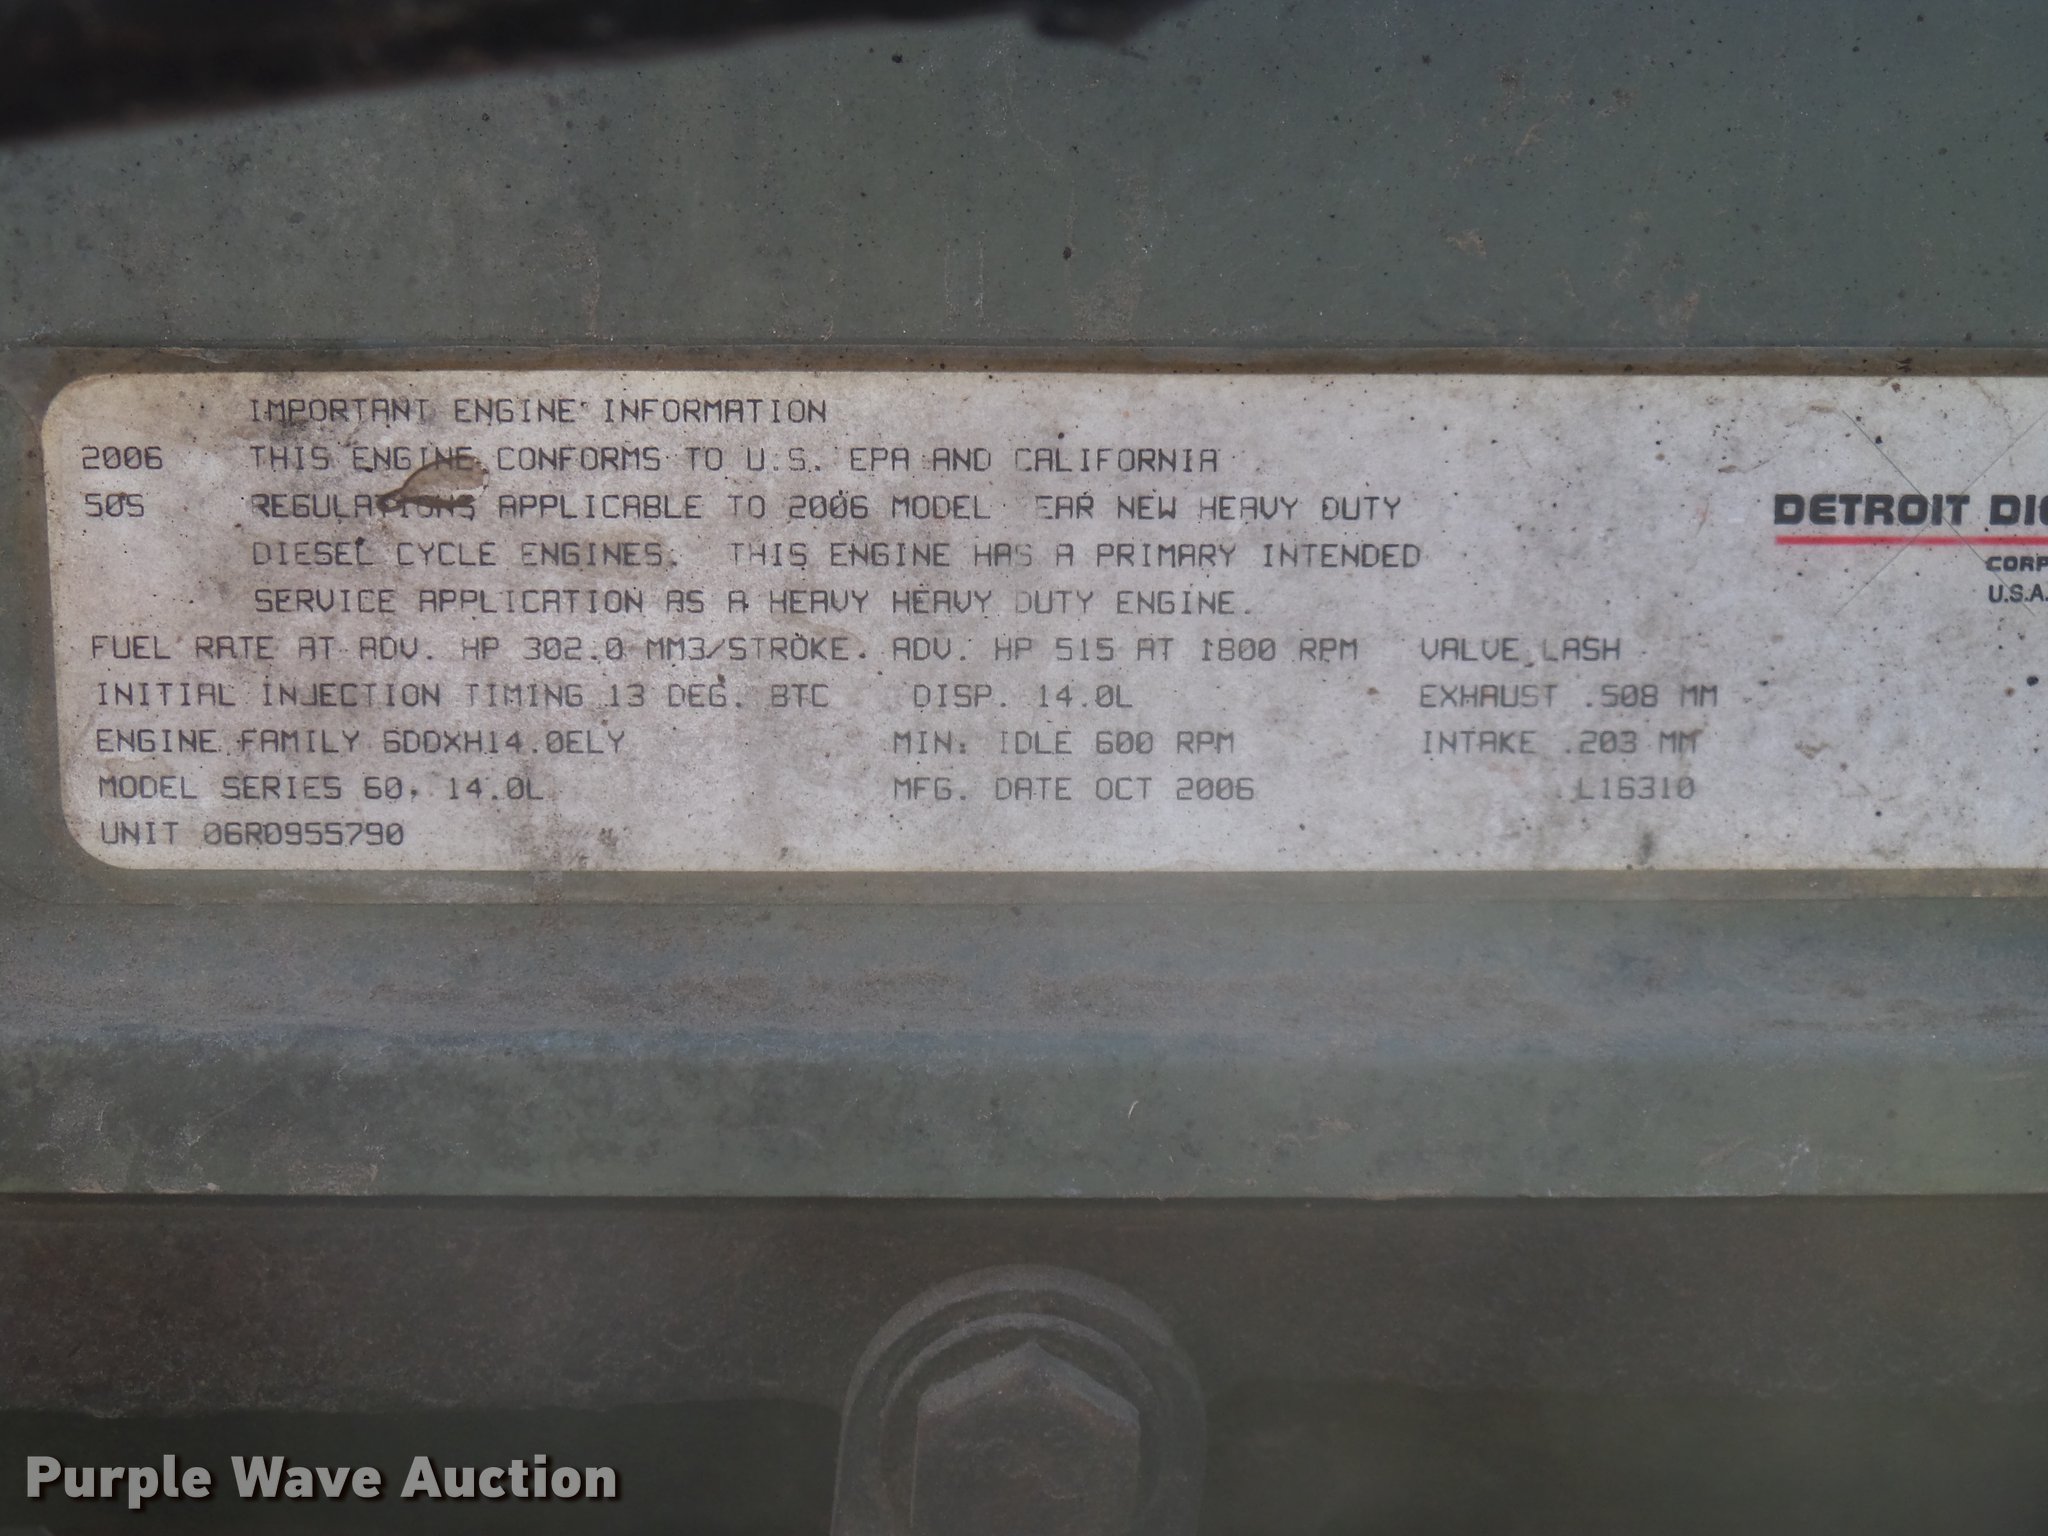 IMPORTANT ENGINE INFORMATION
2006 THIS ENGINE CONFORMS TO U.S. EPA AND CALIFORNIA
505 REGULATIONS APPLICABLE TO 2006 MODEL EAR NEW HEAVY DUTY
DIESEL CYCLE ENGINES. THIS ENGINE HAS A PRIMARY INTENDED
SERVICE APPLICATION AS A HEAVY HEAVY DUTY ENGINE.
FUEL RATE AT ADV. HP 302.0 MM3/STROKE. ADV. HP 515 AT 1800 RPM VALVE LASH
INITIAL INJECTION TIMING 13 DEG. BTC DISP. 14.0L EXHAUST .508 MM
ENGINE FAMILY 6DDXH14.0ELY MIN. IDLE 600 RPM INTAKE .203 MM
MODEL SERIES 60, 14.0L MFG. DATE OCT 2006 L16310
UNIT 06R0955790
DETROIT DIE
CORP
U.S.A.
Purple Wave Auction